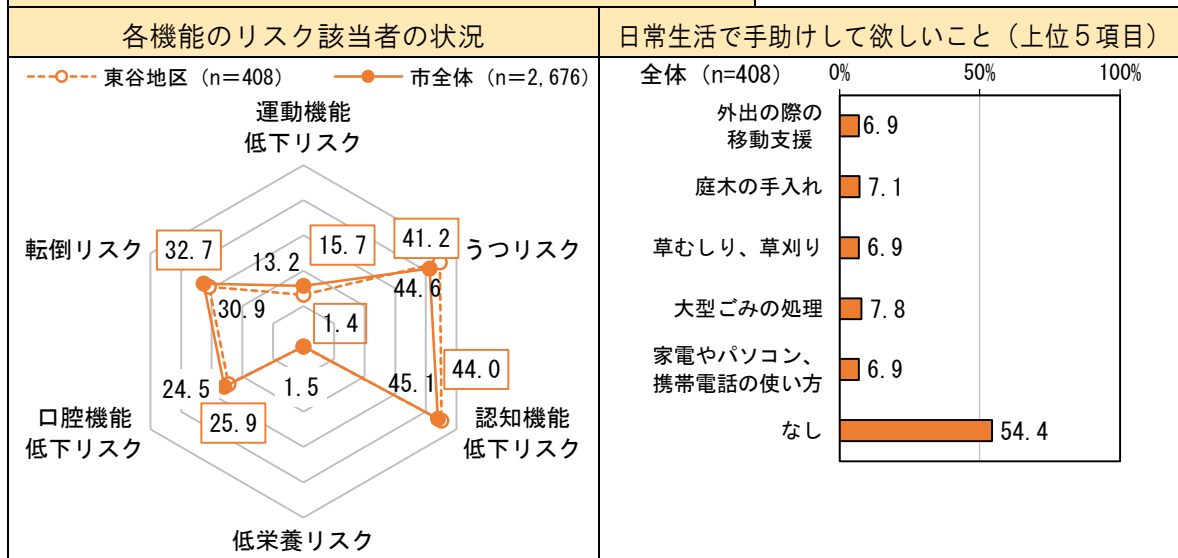 各機能のリスク該当者の状況
東谷地区（n＝408）
市全体（n＝2,676）
運動機能
低下リスク
転倒リスク
32.7
13.2
15.7
41.2
うつリスク
30.9
44.6
1.4
24.5
1.5
45.1
44.0
口腔機能
低下リスク
25.9
認知機能
低下リスク
低栄養リスク
日常生活で手助けして欲しいこと（上位５項目）
全体（n=408）
0%
50%
100%
外出の際の
移動支援
6.9
庭木の手入れ
7.1
草むしり、草刈り
6.9
大型ごみの処理
7.8
家電やパソコン、
携帯電話の使い方
6.9
なし
54.4